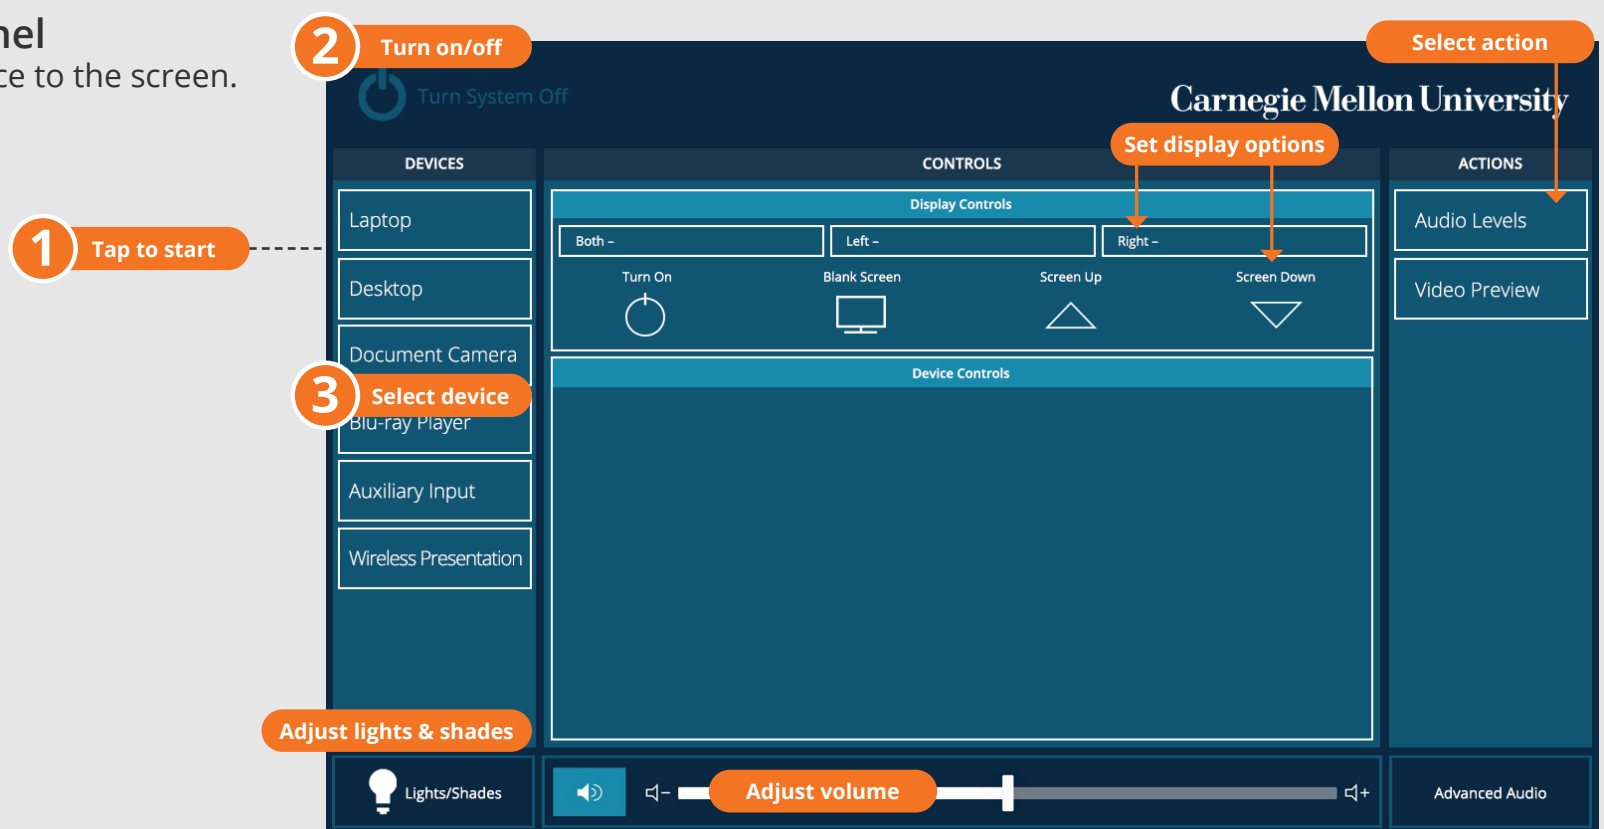 nel
ce to the screen.
2 Turn on/off
Select action
Turn System Off
Carnegie Mellon University
Set display options
DEVICES
CONTROLS
ACTIONS
1 Tap to start
Laptop
Desktop
Document Camera
3 Select device
Blu-ray Player
Auxiliary Input
Wireless Presentation
Display Controls
Both –
Left –
Right –
Turn On
Blank Screen
Screen Up
Screen Down
Device Controls
Audio Levels
Video Preview
Adjust lights & shades
Lights/Shades
Adjust volume
Advanced Audio